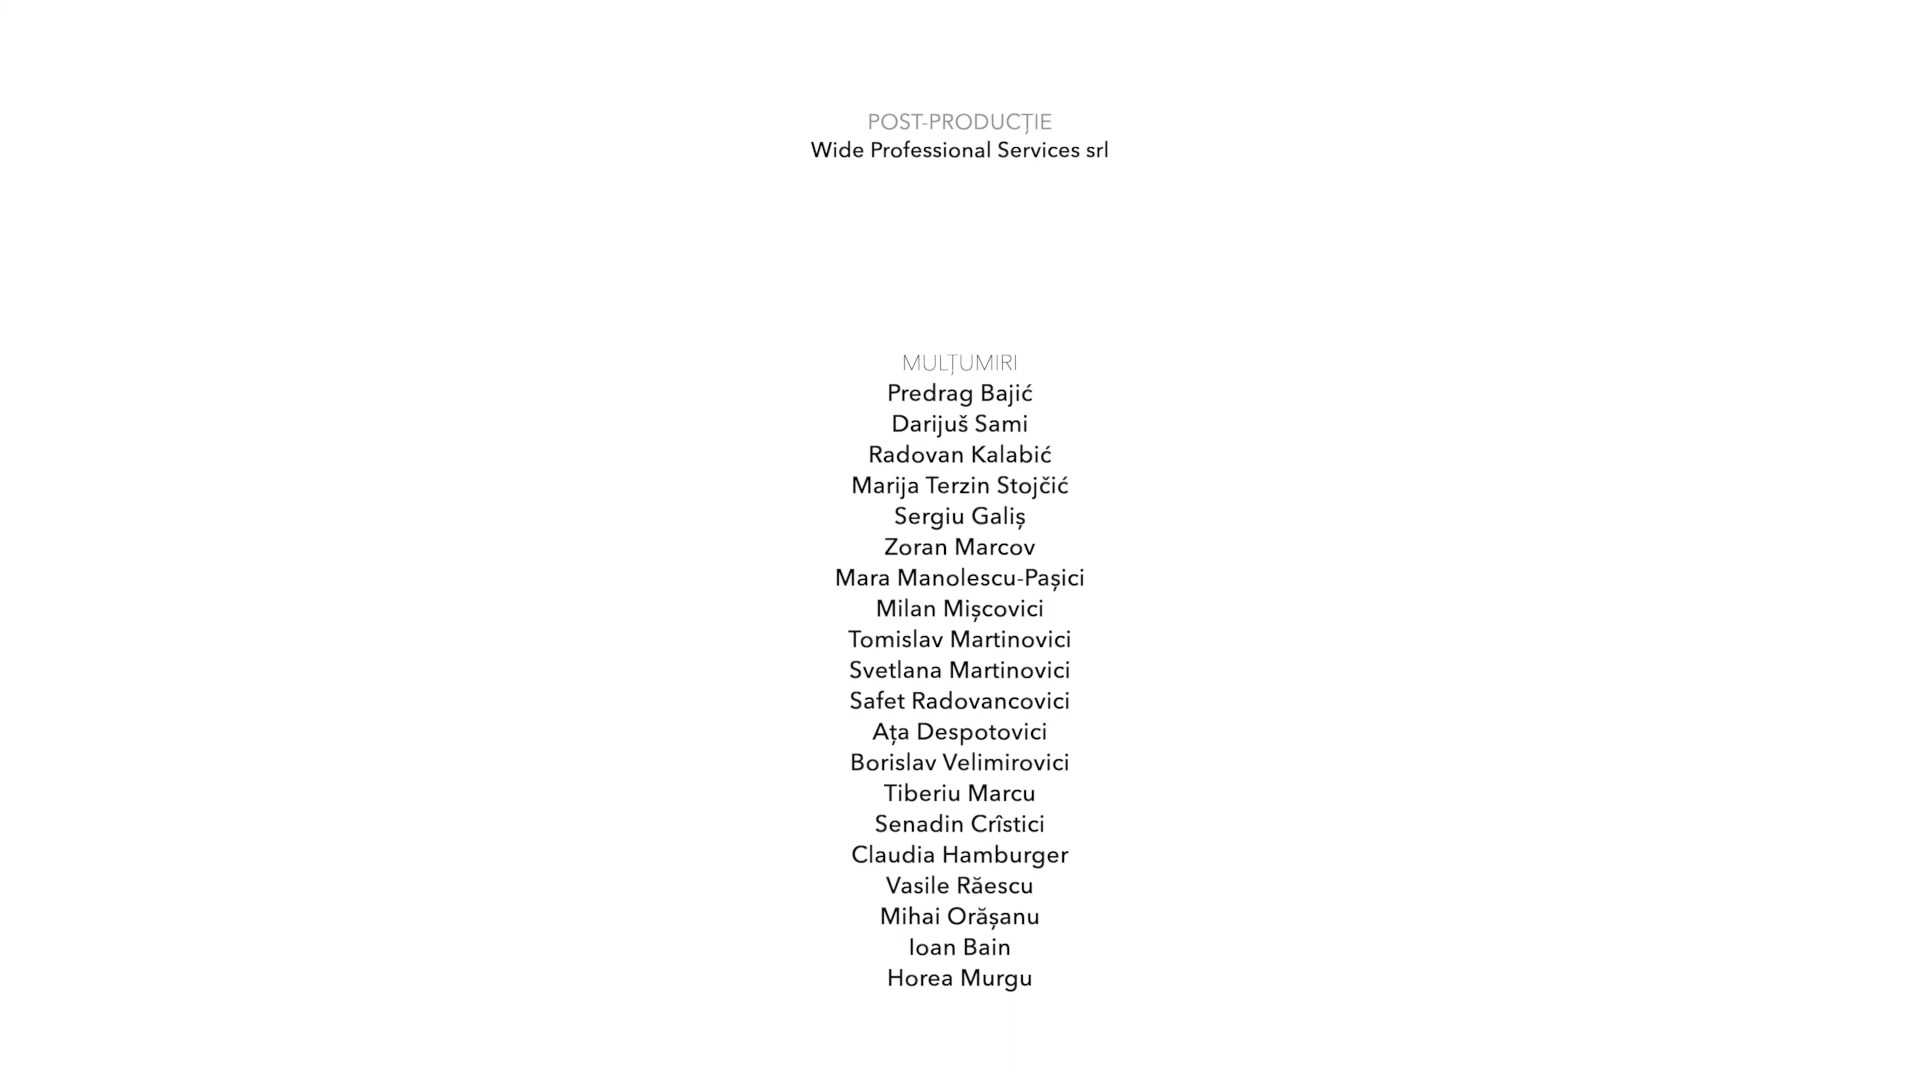 POST-PRODUCȚIE
Wide Professional Services srl
MULȚUMIRI
Predrag Bajić
Darijuš Sami
Radovan Kalabić
Marija Terzin Stojčić
Sergiu Galiș
Zoran Marcov
Mara Manolescu-Pașici
Milan Mișcovici
Tomislav Martinovici
Svetlana Martinovici
Safet Radovancovici
Ața Despotovici
Borislav Velimirovici
Tiberiu Marcu
Senadin Crîstici
Claudia Hamburger
Vasile Răescu
Mihai Orășanu
Ioan Bain
Horea Murgu